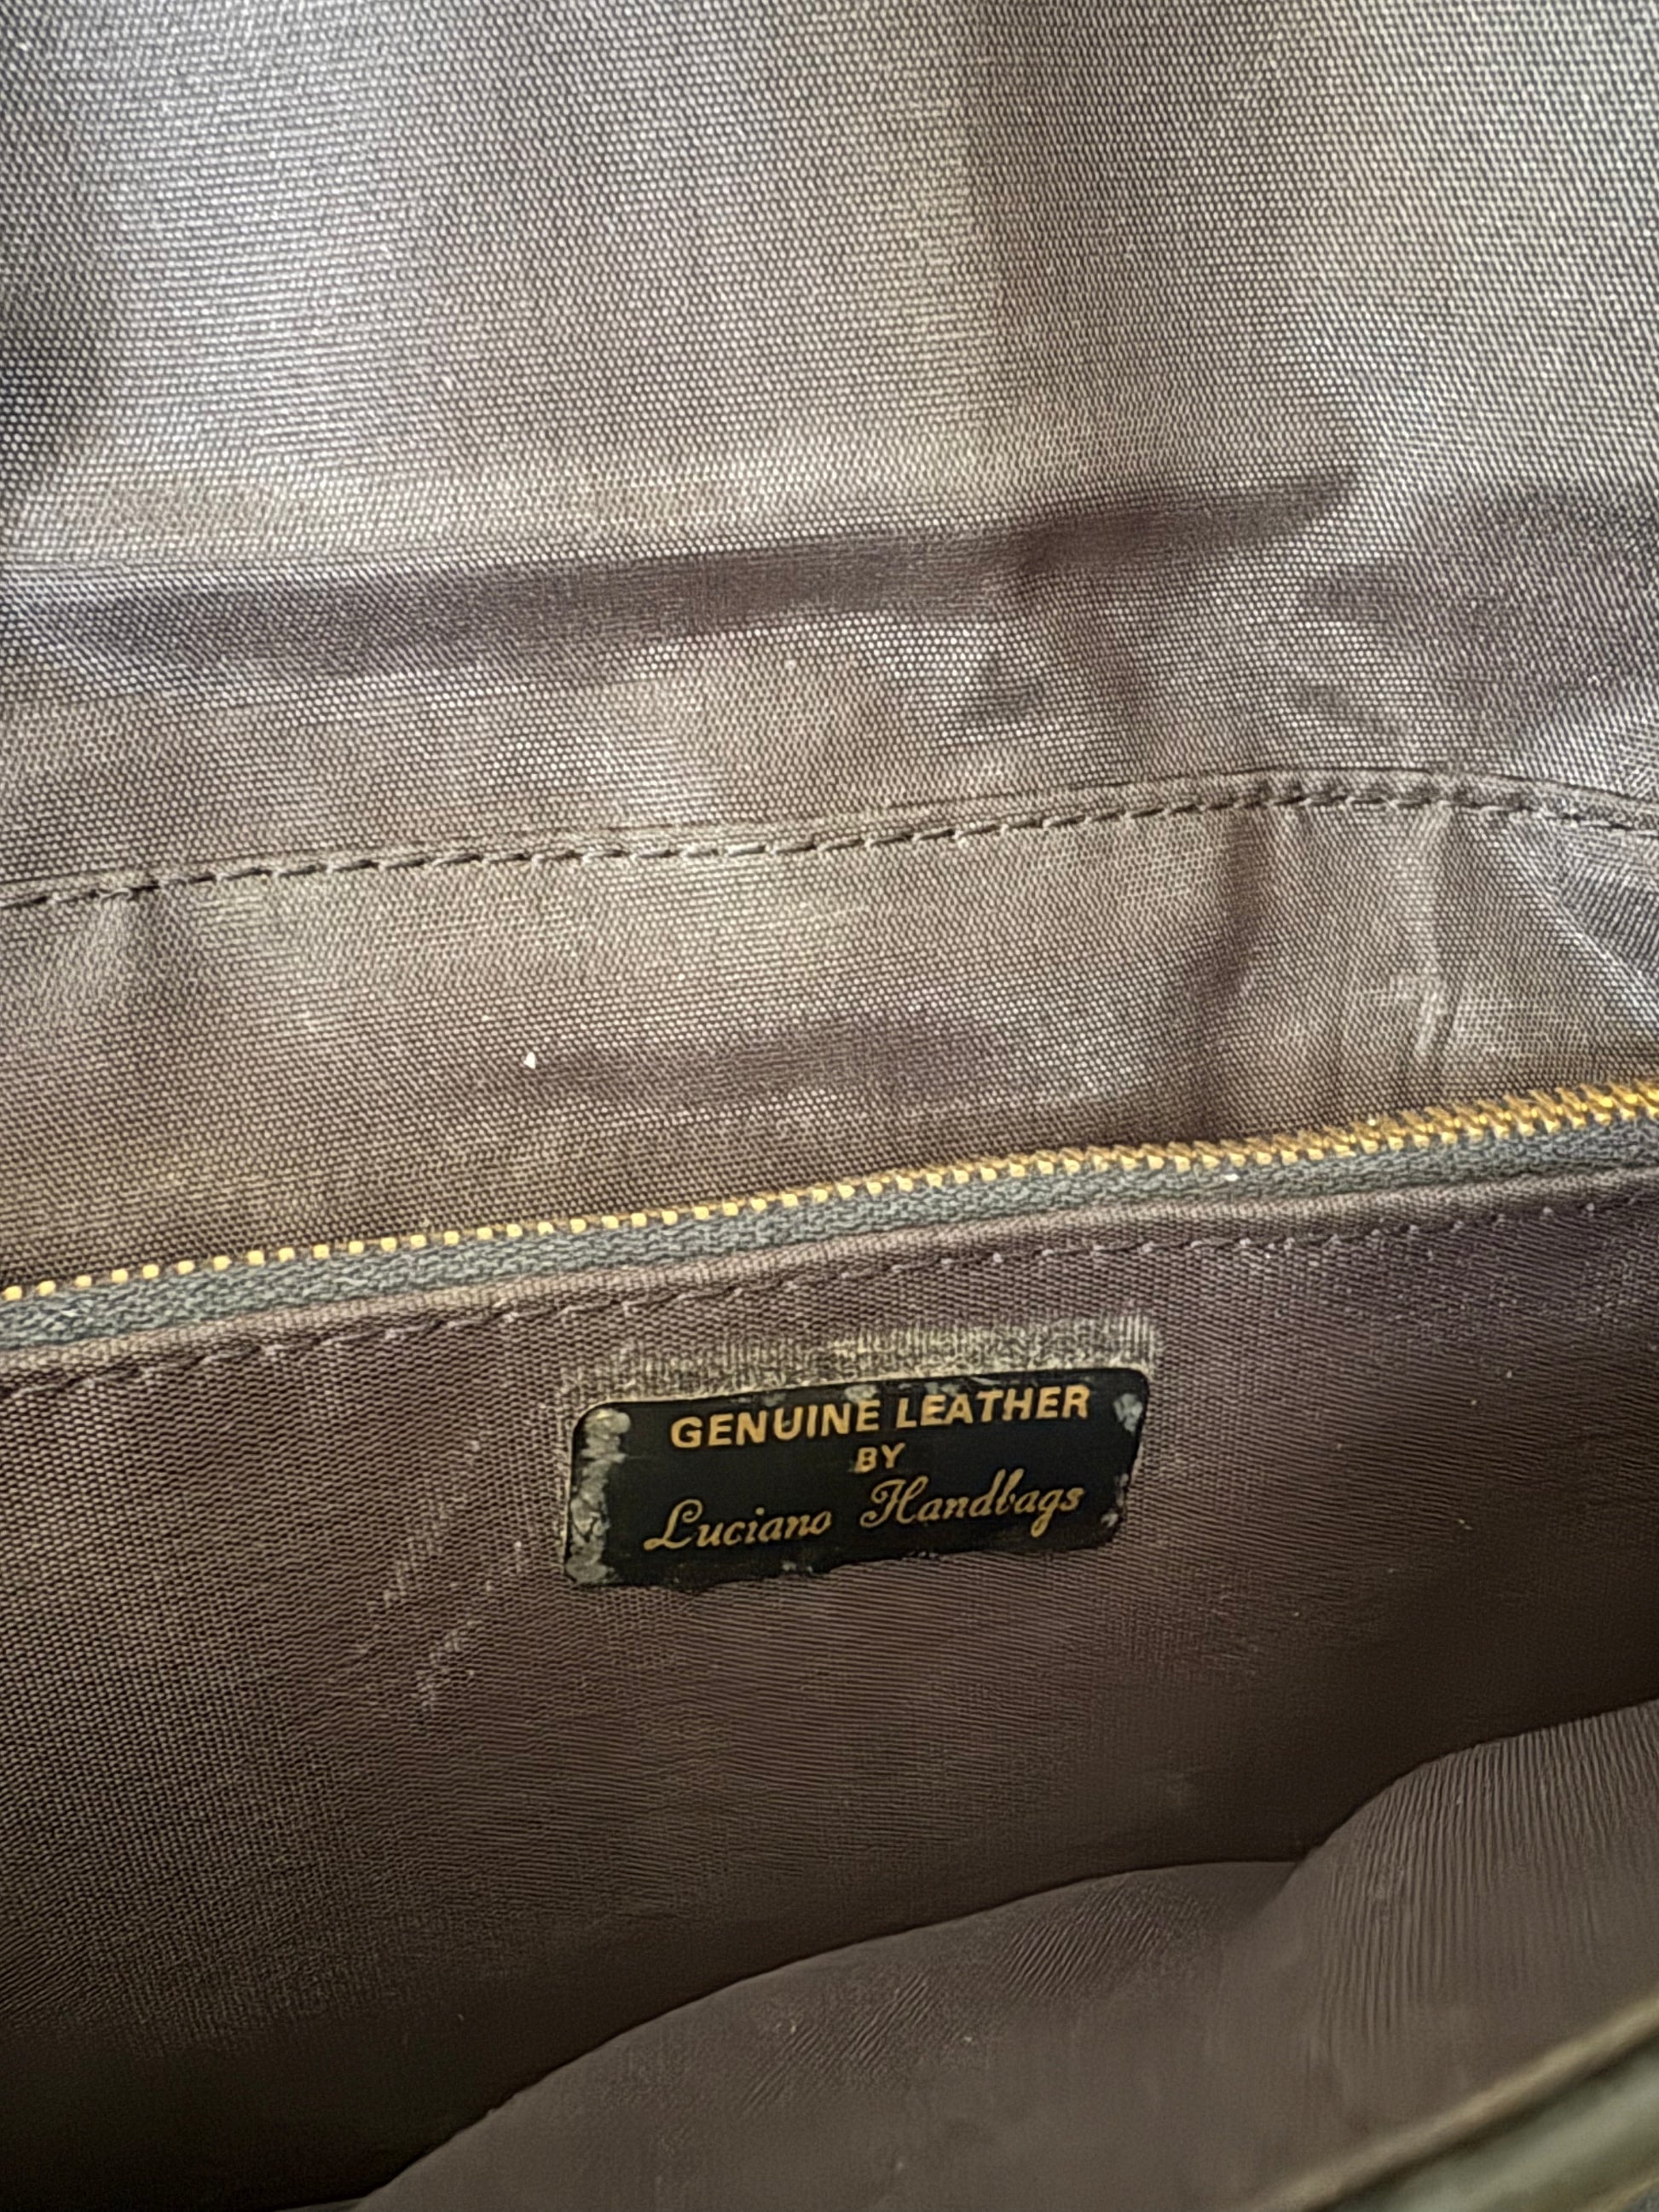 GENUINE LEATHER
BY
Luciano Handbags